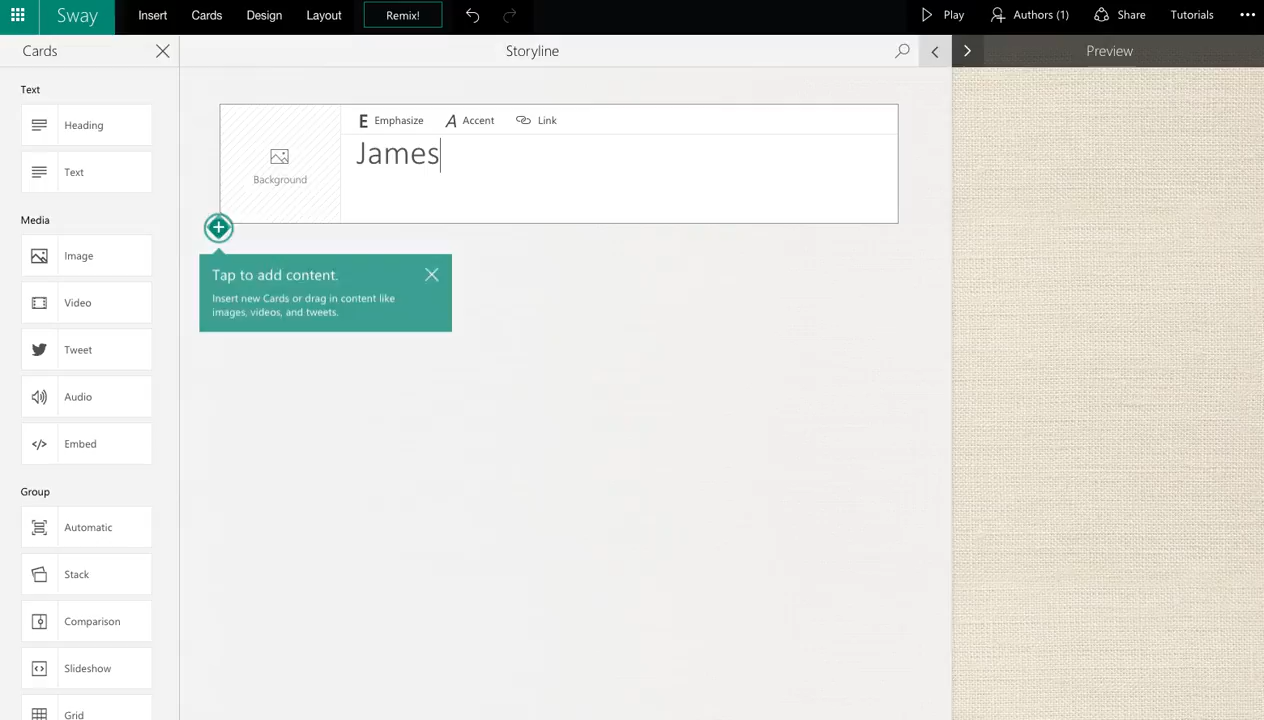 Sway
Insert
Cards
Design
Layout
Remix!
Play
Authors (1)
Share
Tutorials
Cards
Storyline
Preview
Text
Heading
Text
Media
Image
Video
Tweet
Audio
Embed
Group
Automatic
Stack
Comparison
Slideshow
Grid
Background
E Emphasize
A Accent
Link
James
Tap to add content.
Insert new Cards or drag in content like
images, videos, and tweets.